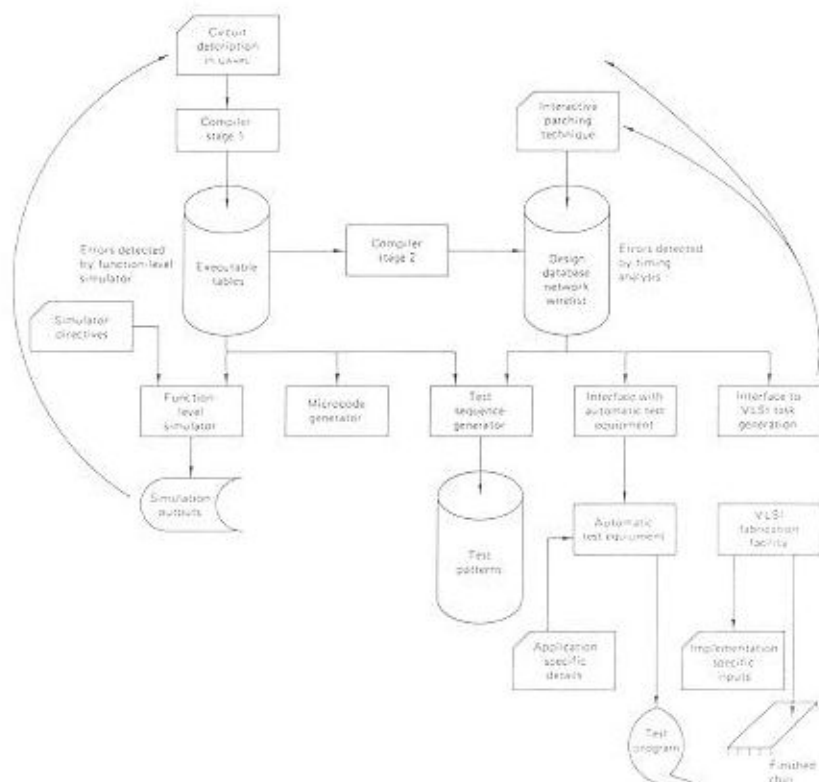 Circuit
description
in
Compiler
stage 1
Interactive
patching
technique
Errors detected
by function-level
simulator
Executable
tables
Compiler
stage 2
Design
database
network
wirelist
Errors detected
by timing
analysis
Simulator
directives
Function
level
simulator
Microcode
generator
Test
sequence
generator
Interface with
automatic test
equipment
Interface to
VLSI task
generation
Simulation
outputs
Test
patterns
Automatic
test equipment
VLSI
fabrication
facility
Application
specific
details
Implementation
specific
inputs
Test
program
Finished
chip